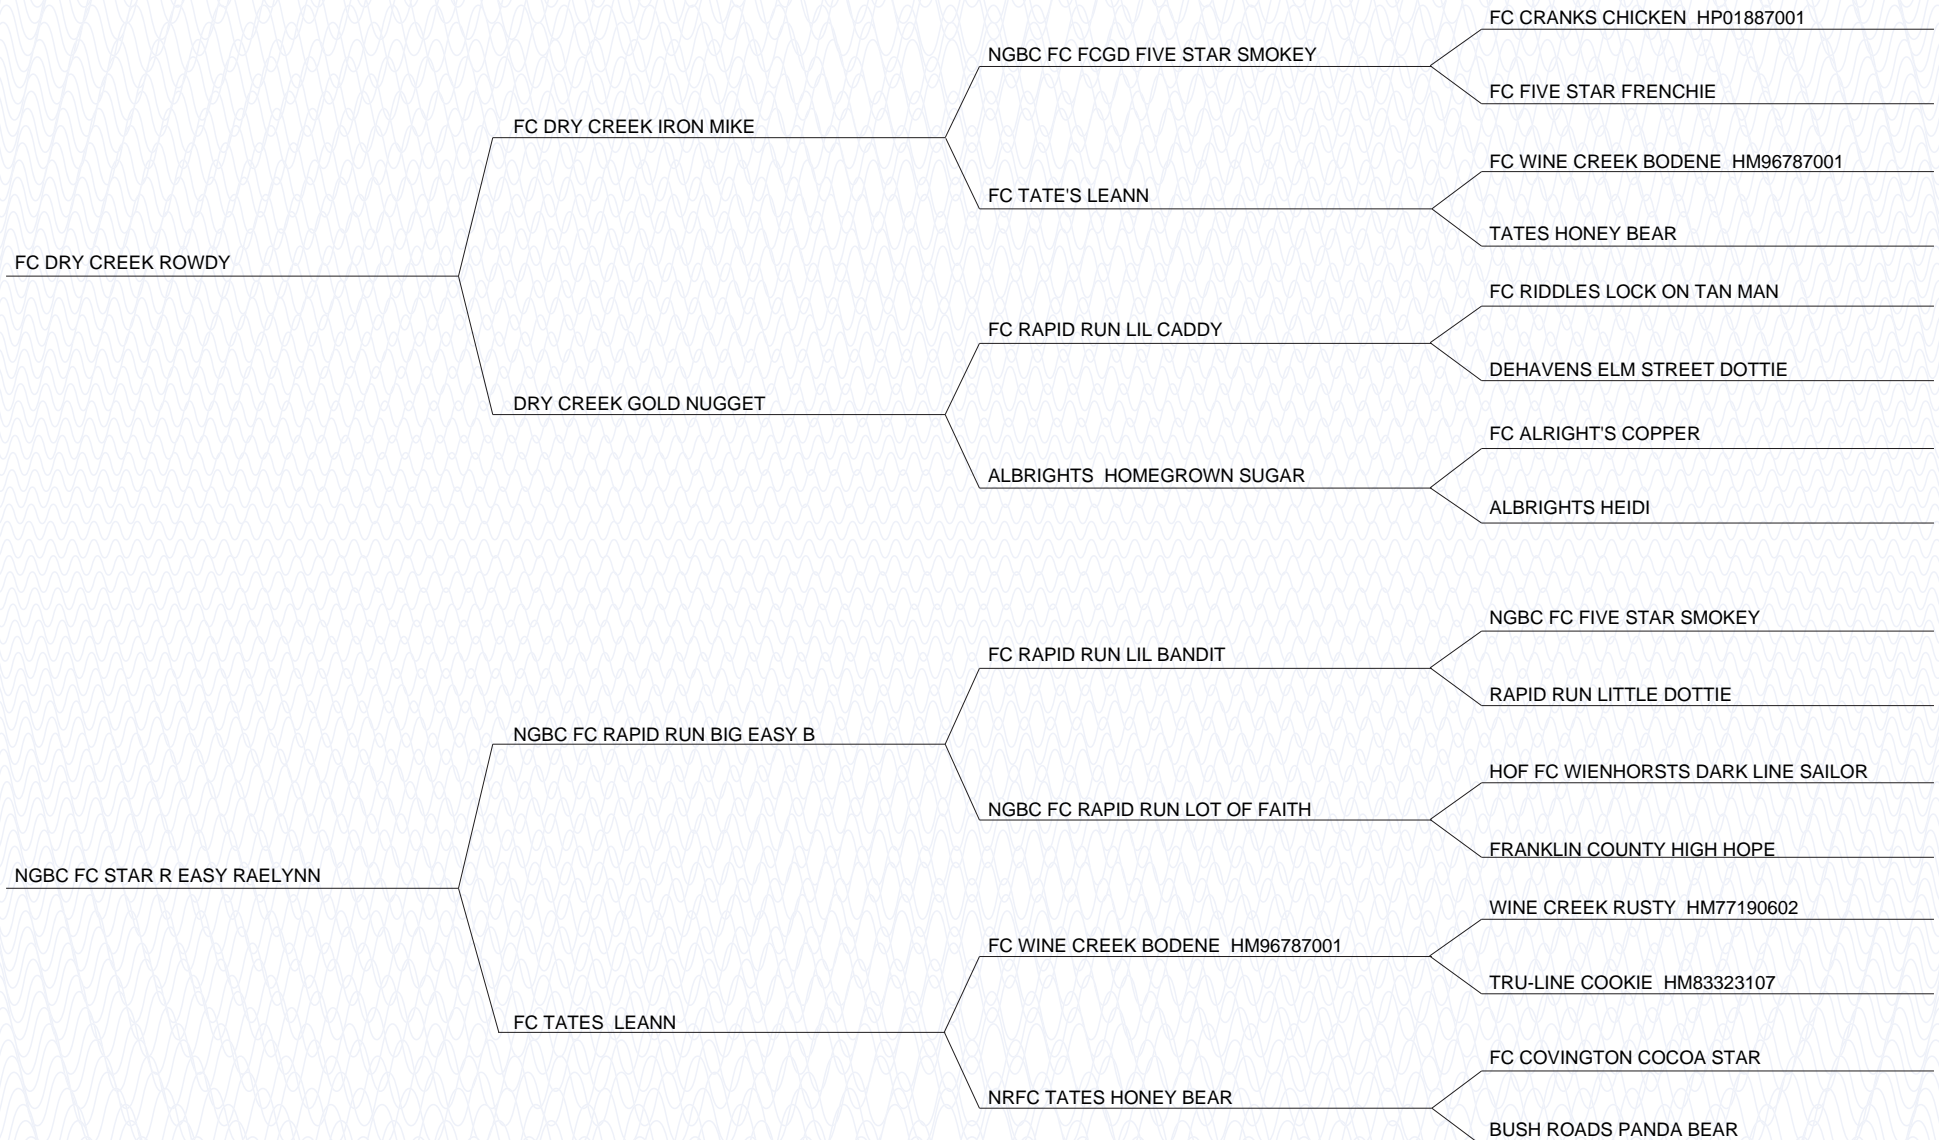 FC CRANKS CHICKEN  HP01887001
NGBC FC FCGD FIVE STAR SMOKEY
FC FIVE STAR FRENCHIE
FC DRY CREEK IRON MIKE
FC WINE CREEK BODENE  HM96787001
FC TATE'S LEANN
TATES HONEY BEAR
FC DRY CREEK ROWDY
FC RIDDLES LOCK ON TAN MAN
FC RAPID RUN LIL CADDY
DEHAVENS ELM STREET DOTTIE
DRY CREEK GOLD NUGGET
FC ALRIGHT'S COPPER
ALBRIGHTS  HOMEGROWN SUGAR
ALBRIGHTS HEIDI
NGBC FC FIVE STAR SMOKEY
FC RAPID RUN LIL BANDIT
RAPID RUN LITTLE DOTTIE
NGBC FC RAPID RUN BIG EASY B
HOF FC WIENHORSTS DARK LINE SAILOR
NGBC FC RAPID RUN LOT OF FAITH
FRANKLIN COUNTY HIGH HOPE
NGBC FC STAR R EASY RAELYNN
WINE CREEK RUSTY  HM77190602
FC WINE CREEK BODENE  HM96787001
TRU-LINE COOKIE  HM83323107
FC TATES  LEANN
FC COVINGTON COCOA STAR
NRFC TATES HONEY BEAR
BUSH ROADS PANDA BEAR